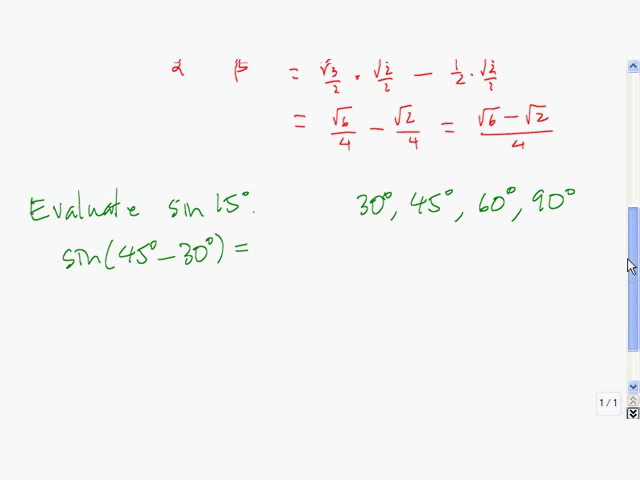 α β = √3/2 · √2/2 − 1/2 · √2/2
= √6/4 − √2/4 = (√6 − √2)/4
Evaluate sin 15°. 30°, 45°, 60°, 90°
sin(45° − 30°) =
1 / 1